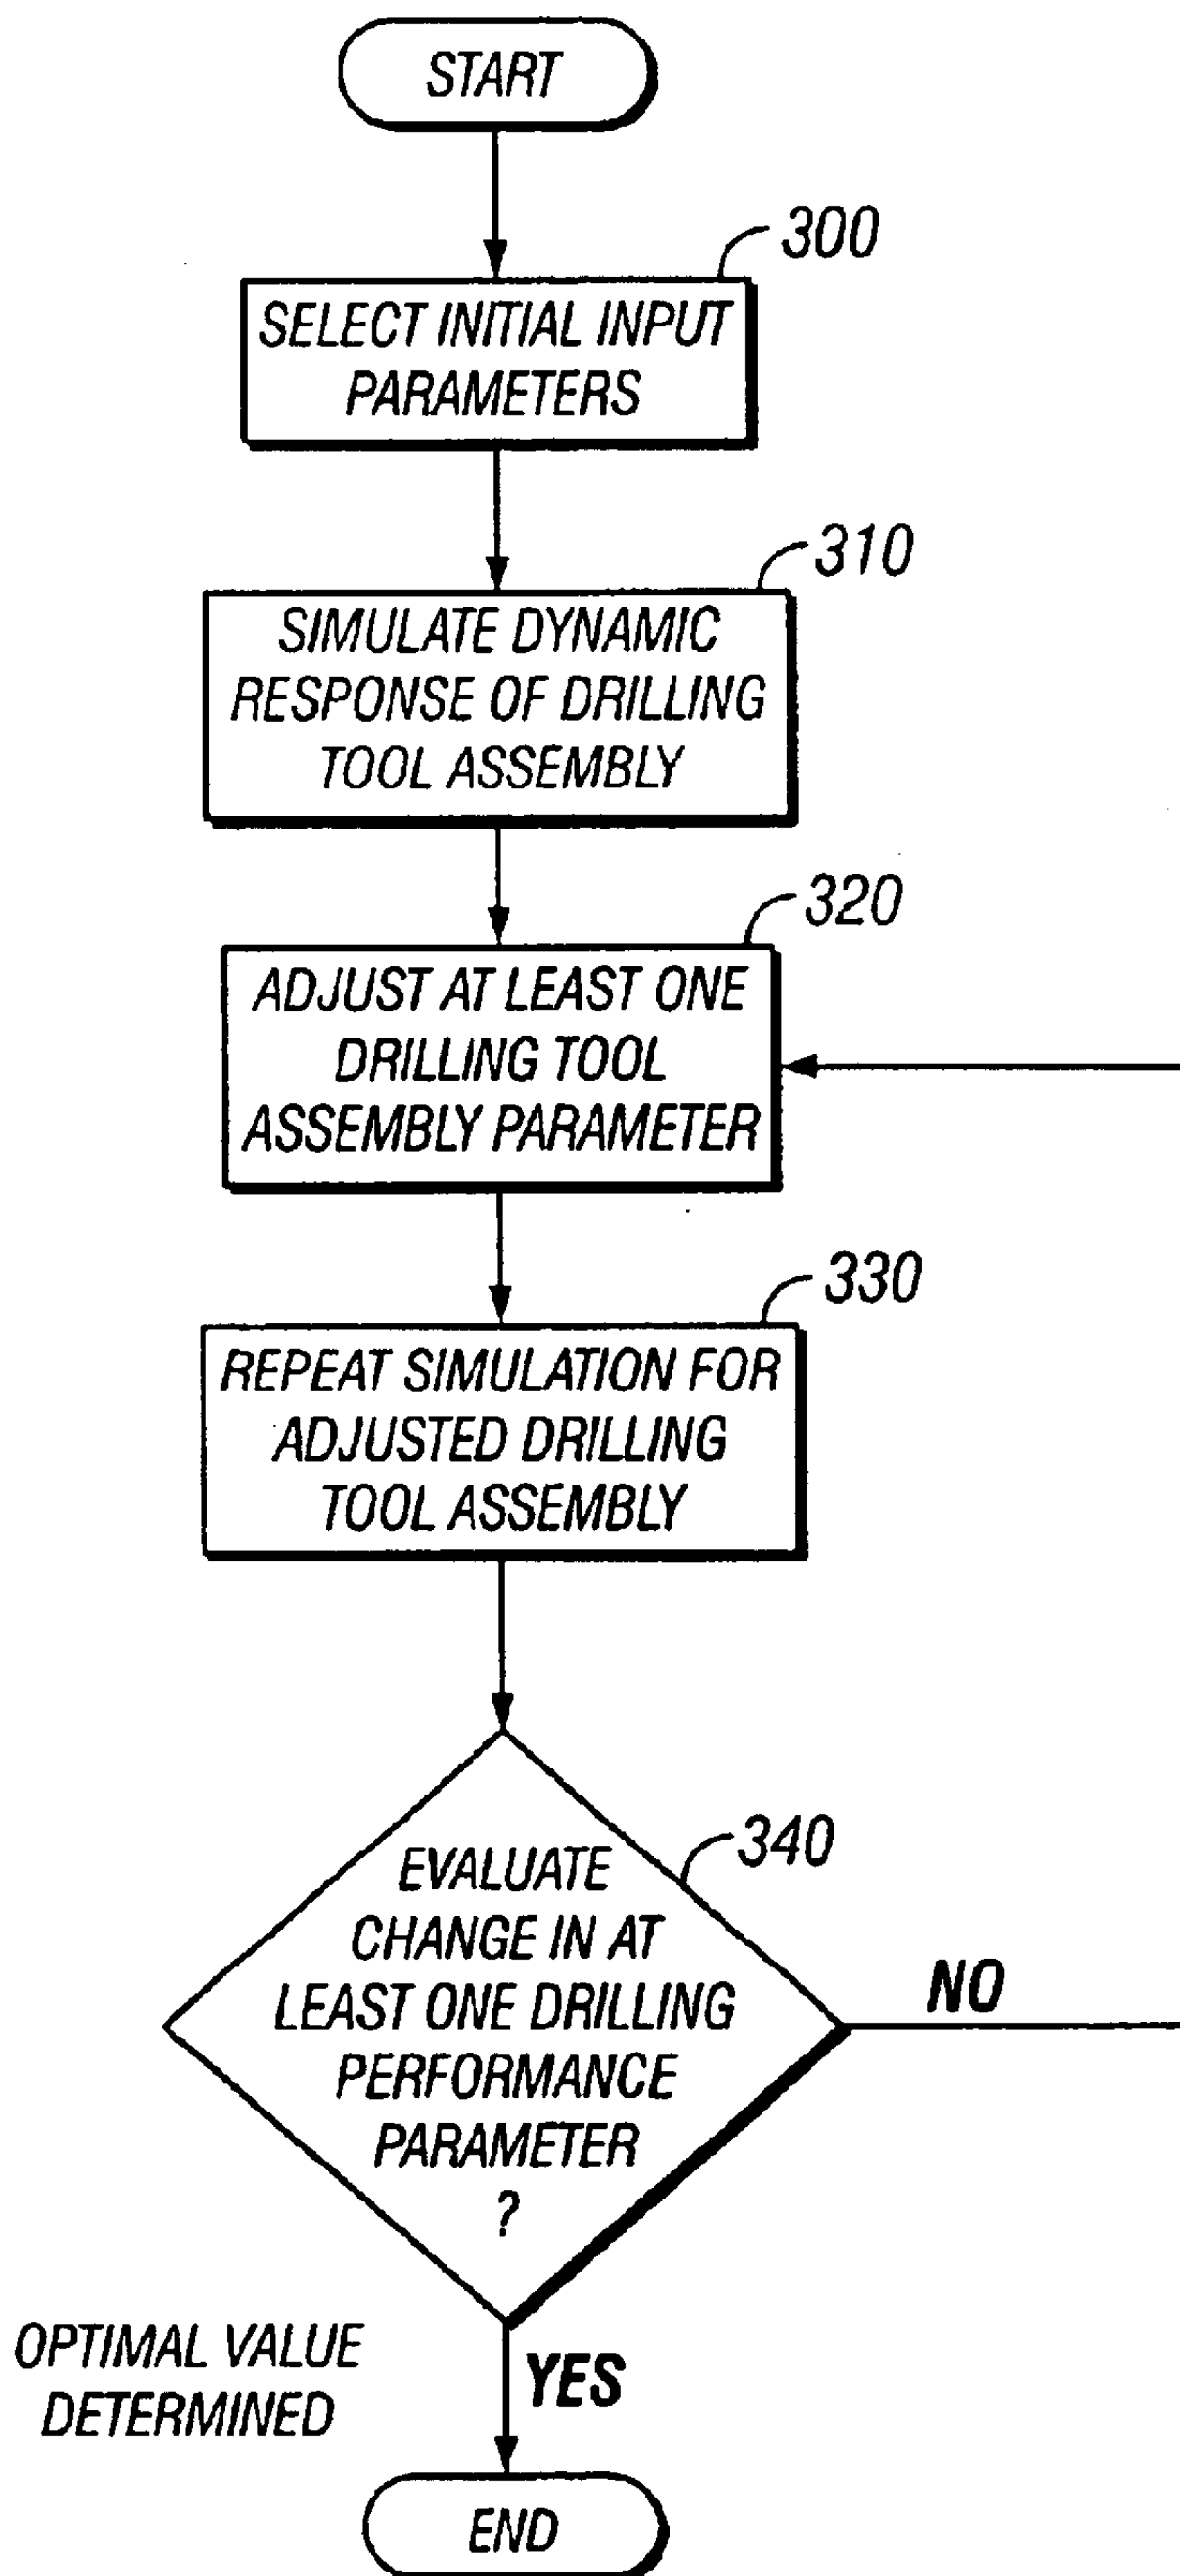 START
300
SELECT INITIAL INPUT
PARAMETERS
310
SIMULATE DYNAMIC
RESPONSE OF DRILLING
TOOL ASSEMBLY
320
ADJUST AT LEAST ONE
DRILLING TOOL
ASSEMBLY PARAMETER
330
REPEAT SIMULATION FOR
ADJUSTED DRILLING
TOOL ASSEMBLY
340
EVALUATE
CHANGE IN AT
LEAST ONE DRILLING
PERFORMANCE
PARAMETER
?
NO
OPTIMAL VALUE
DETERMINED
YES
END